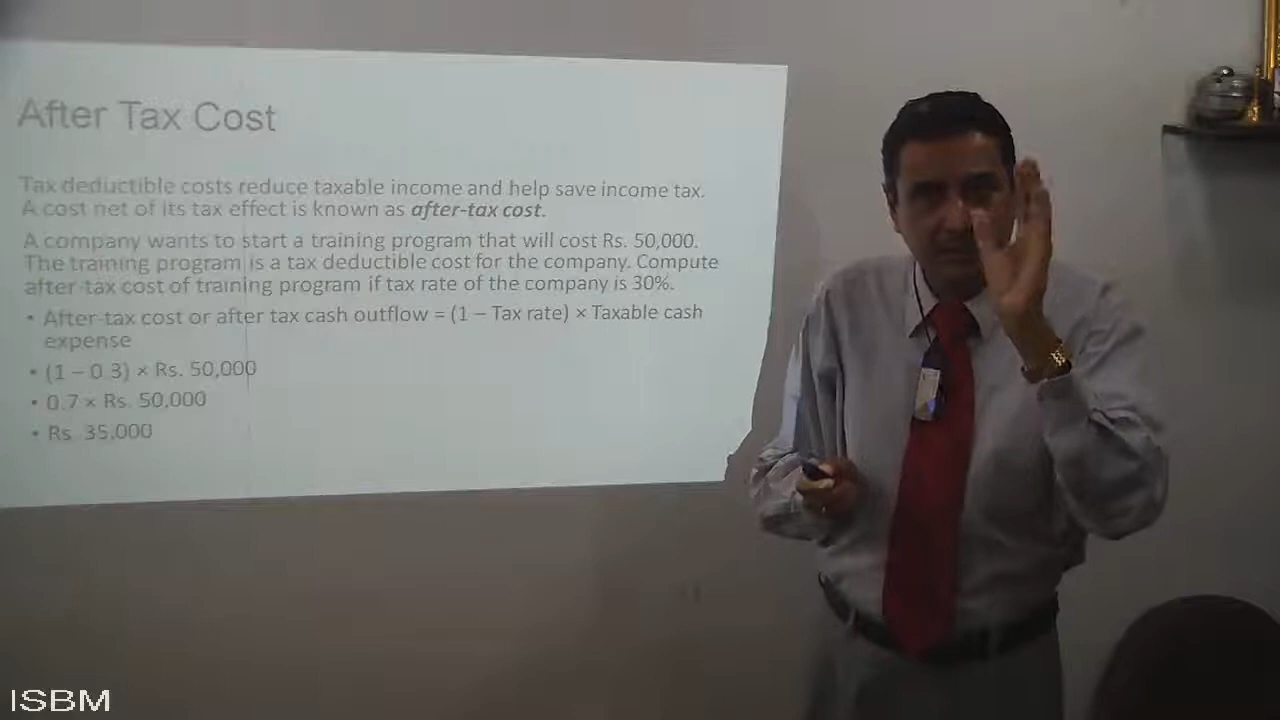 After Tax Cost
Tax deductible costs reduce taxable income and help save income tax.
A cost net of its tax effect is known as after-tax cost.
A company wants to start a training program that will cost Rs. 50,000.
The training program is a tax deductible cost for the company. Compute
after-tax cost of training program if tax rate of the company is 30%.
• After-tax cost or after tax cash outflow = (1 – Tax rate) × Taxable cash
expense
• (1 – 0.3) × Rs. 50,000
• 0.7 × Rs. 50,000
• Rs. 35,000
ISBM